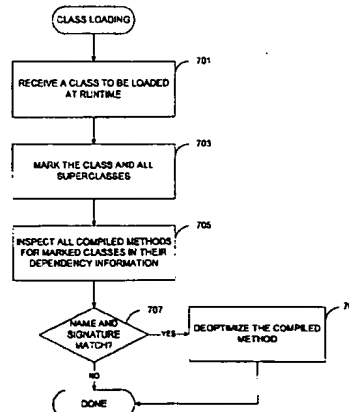 CLASS LOADING
701
RECEIVE A CLASS TO BE LOADED
AT RUNTIME
703
MARK THE CLASS AND ALL
SUPERCLASSES
705
INSPECT ALL COMPILED METHODS
FOR MARKED CLASSES IN THEIR
DEPENDENCY INFORMATION
707
NAME AND
SIGNATURE
MATCH?
YES
DEOPTIMIZE THE COMPILED
METHOD
NO
DONE